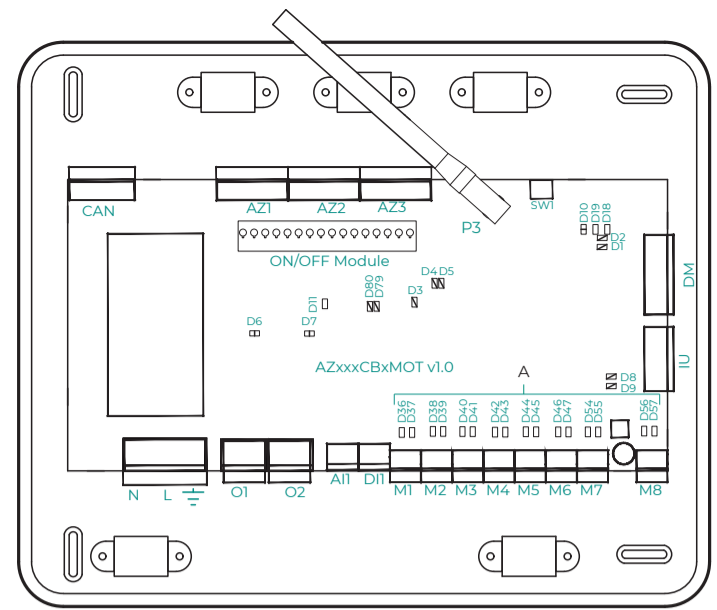 SW1
AZ1 AZ2 AZ3
CAN
P3
D10 D19 D18
D2
D1
ON/OFF Module
DM
D4 D5
D80 D79
D3
D11
D6 D7
IU
AZxxxCBxMOT v1.0
A
D8
D9
D36 D37 D38 D39 D40 D41 D42 D43 D44 D45 D46 D47 D54 D55 D56 D57
AI1 DI1
N L O1 O2 M1 M2 M3 M4 M5 M6 M7 M8